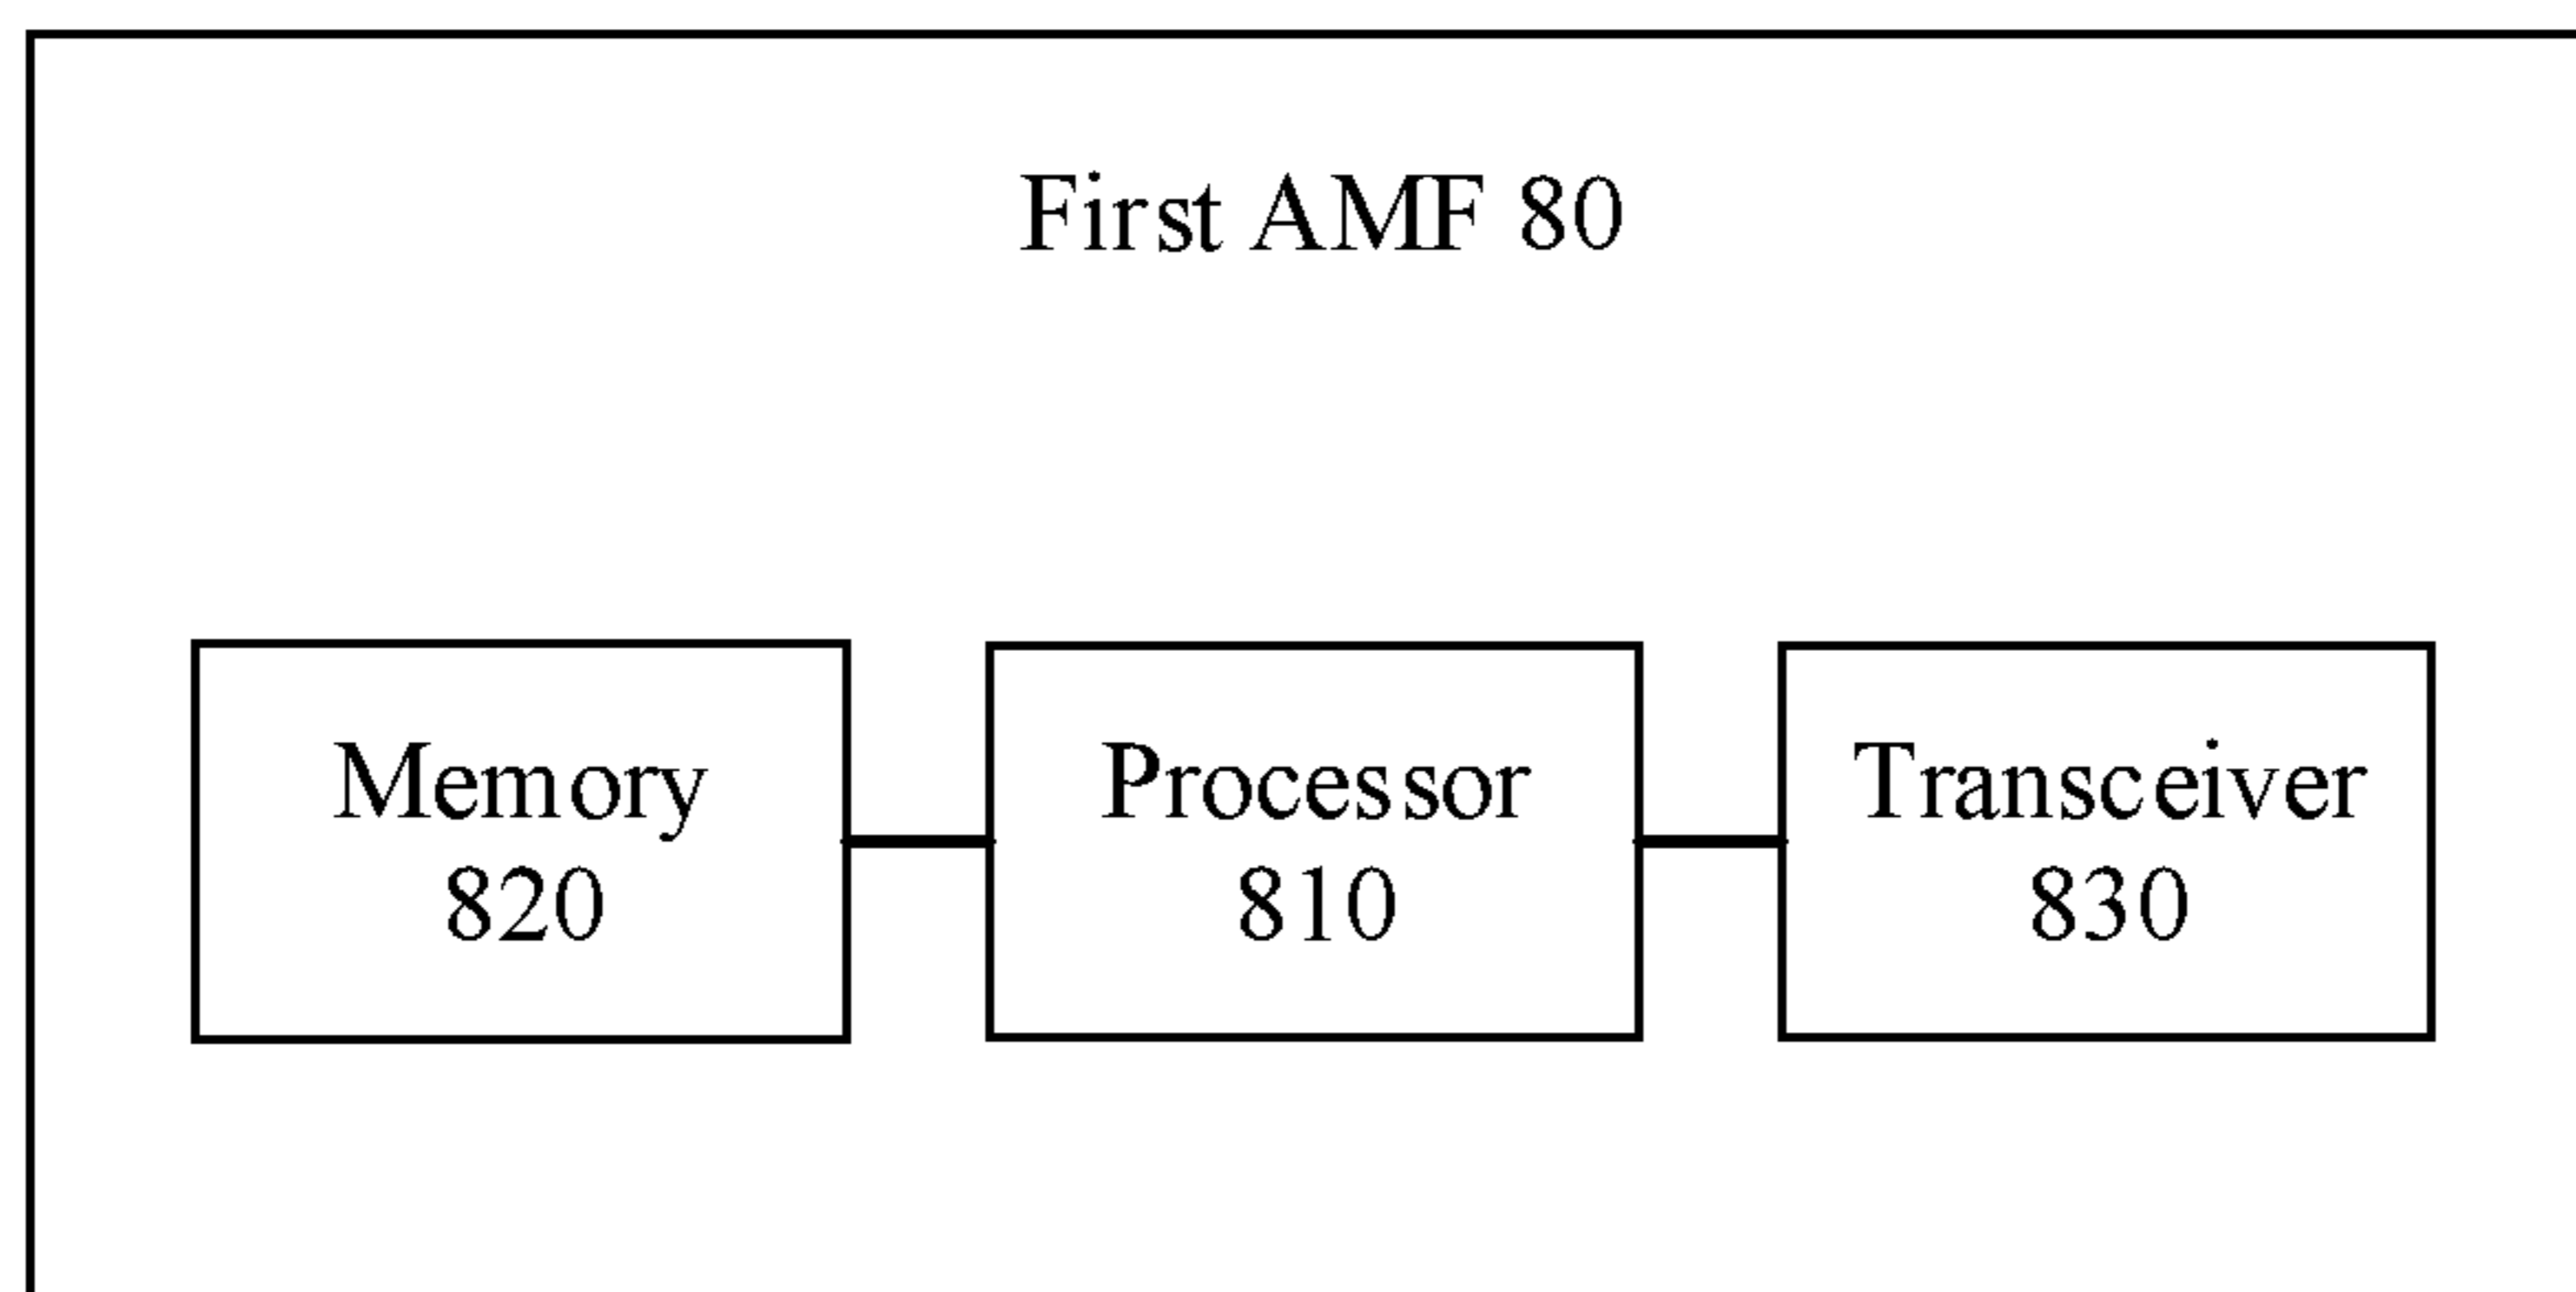 First AMF 80
Memory
820
Processor
810
Transceiver
830